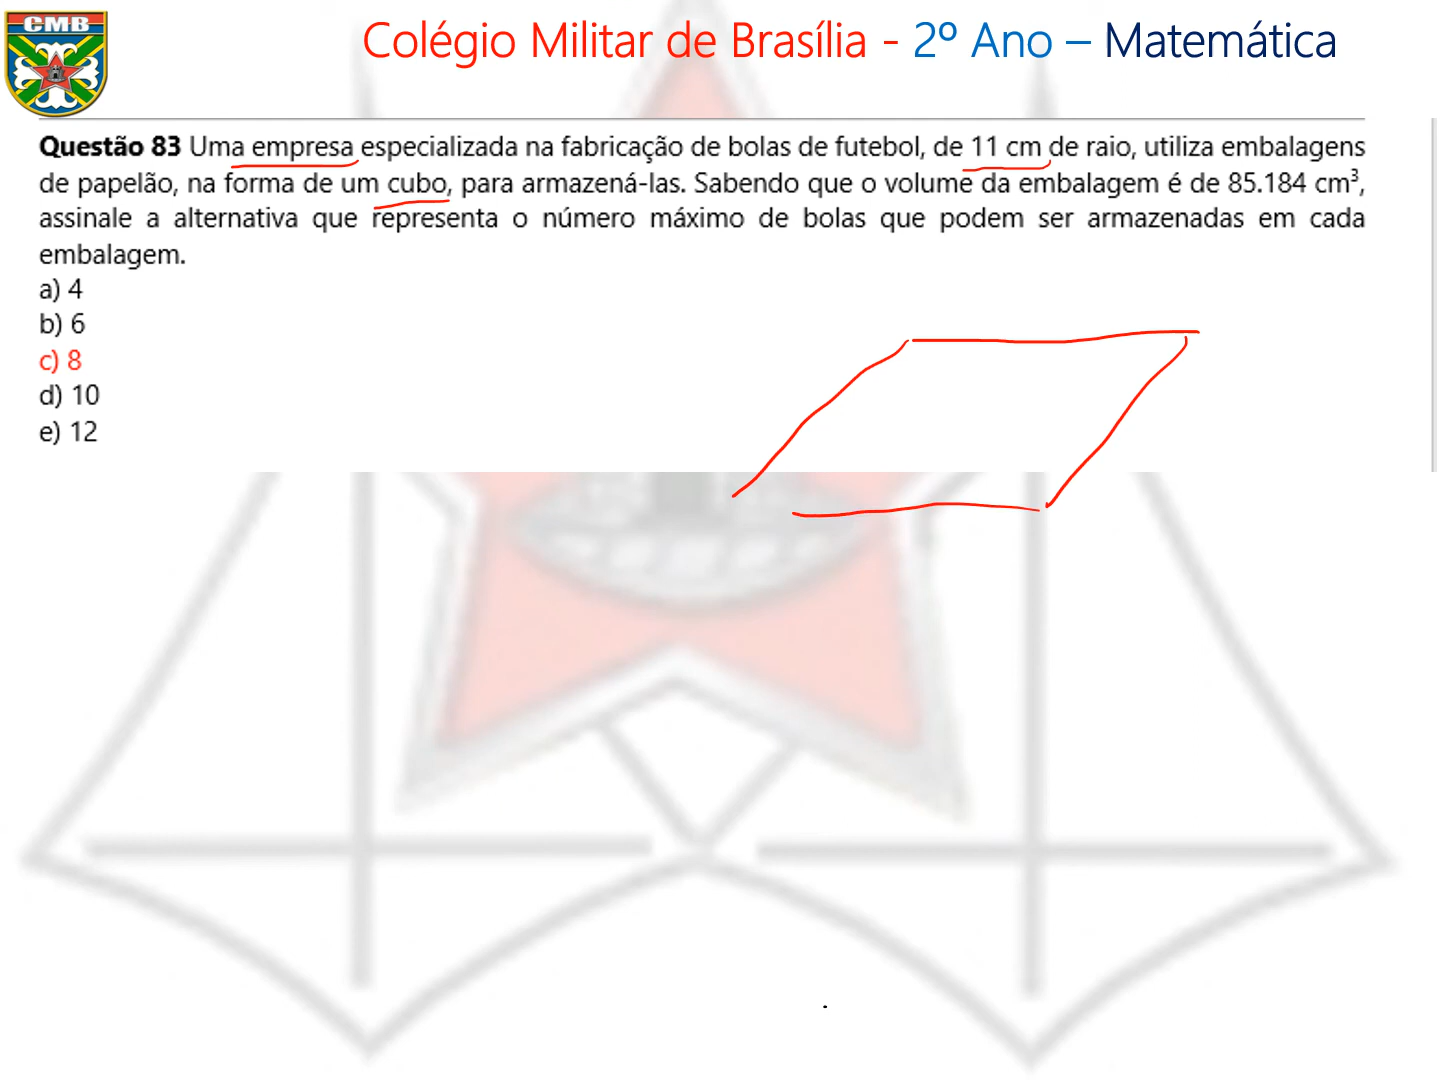 CMB
Colégio Militar de Brasília - 2º Ano – Matemática
Questão 83 Uma empresa especializada na fabricação de bolas de futebol, de 11 cm de raio, utiliza embalagens
de papelão, na forma de um cubo, para armazená-las. Sabendo que o volume da embalagem é de 85.184 cm³,
assinale a alternativa que representa o número máximo de bolas que podem ser armazenadas em cada
embalagem.
a) 4
b) 6
c) 8
d) 10
e) 12